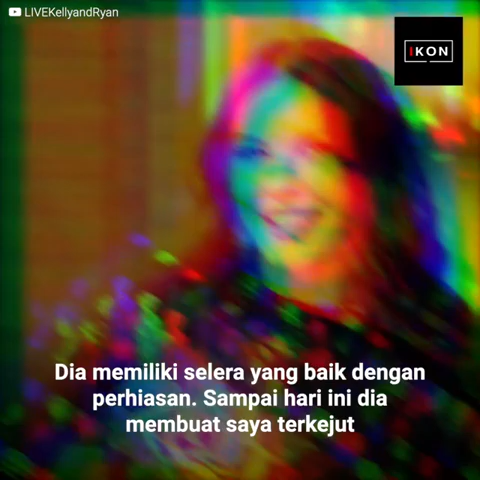 LIVEKellyandRyan
IKON
Dia memiliki selera yang baik dengan
perhiasan. Sampai hari ini dia
membuat saya terkejut